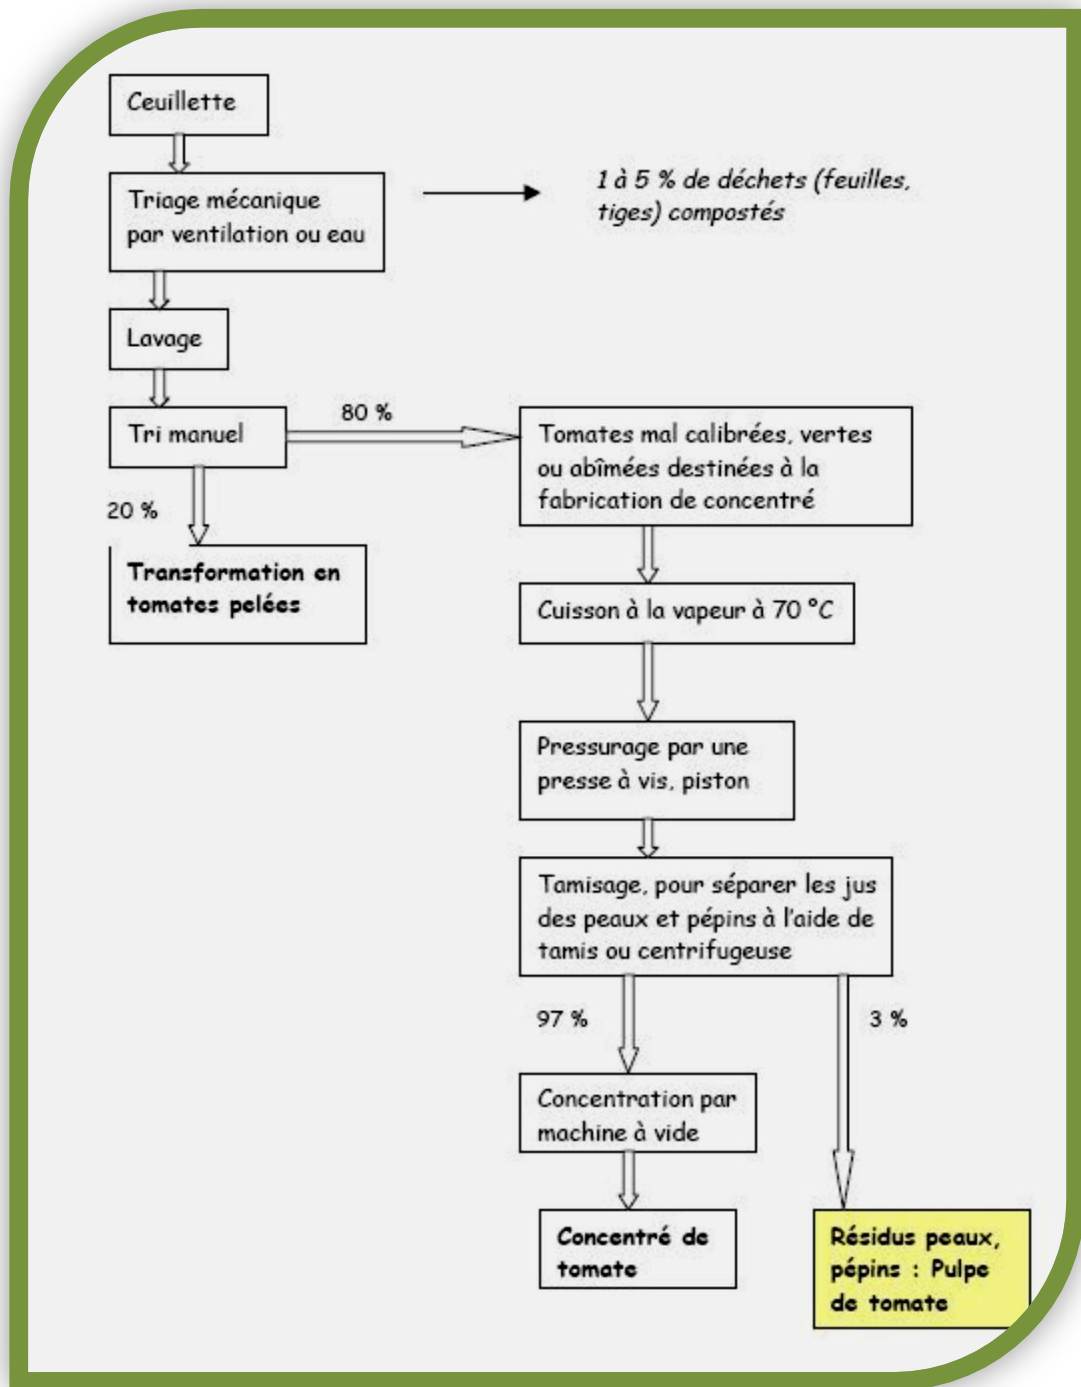 Ceuillette
Triage mécanique
par ventilation ou eau
1 à 5 % de déchets (feuilles,
tiges) compostés
Lavage
Tri manuel
80 %
Tomates mal calibrées, vertes
ou abîmées destinées à la
fabrication de concentré
20 %
Transformation en
tomates pelées
Cuisson à la vapeur à 70 °C
Pressurage par une
presse à vis, piston
Tamisage, pour séparer les jus
des peaux et pépins à l'aide de
tamis ou centrifugeuse
97 %
3 %
Concentration par
machine à vide
Concentré de
tomate
Résidus peaux,
pépins : Pulpe
de tomate